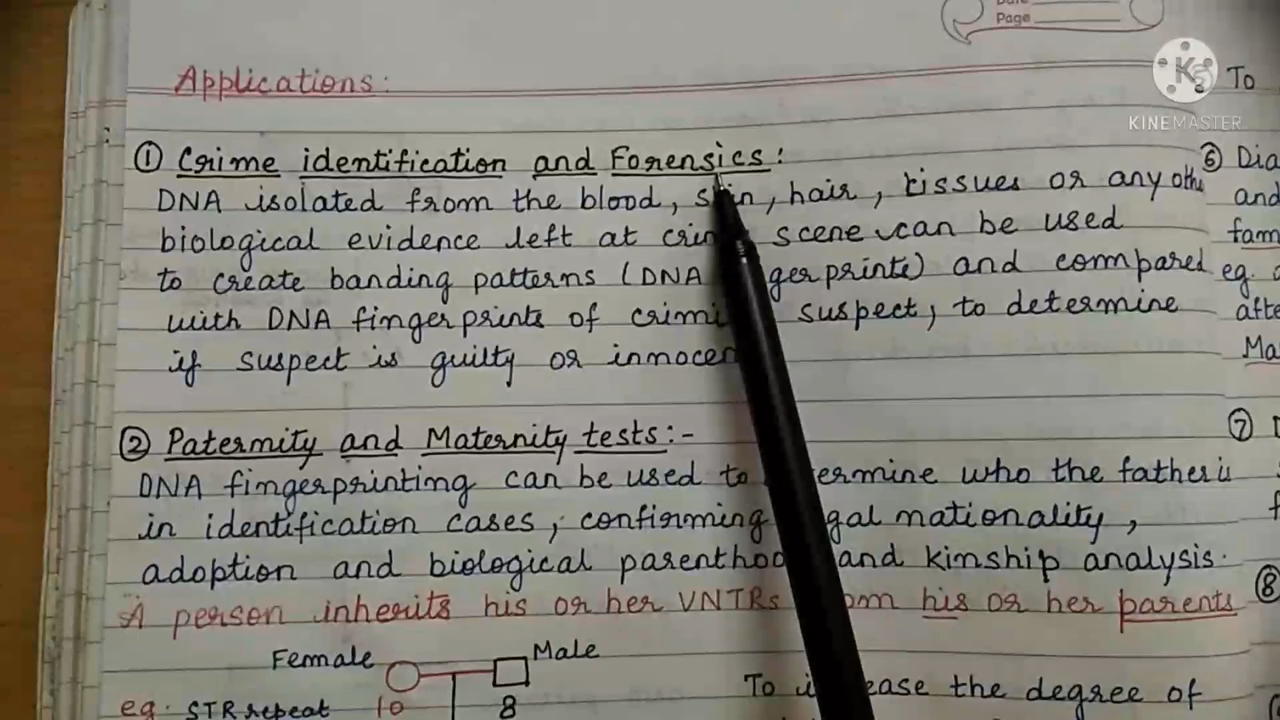 Date
Page
Applications:
① Crime identification and Forensics:
DNA isolated from the blood, skin, hair, tissues or any othe
biological evidence left at crime scene can be used
to create banding patterns (DNA fingerprints) and compared
with DNA fingerprints of crimi suspect, to determine
if suspect is guilty or innocen
② Paternity and Maternity tests:-
DNA fingerprinting can be used to determine who the father is
in identification cases, confirming legal nationality,
adoption and biological parenthood and kinship analysis.
A person inherits his or her VNTRs from his or her parents
Female Male
eg. STR repeat 10 8
To increase the degree of
To
⑥ Dia
and
fam
eg.
afte
Ma
⑦
⑧
KINEMASTER